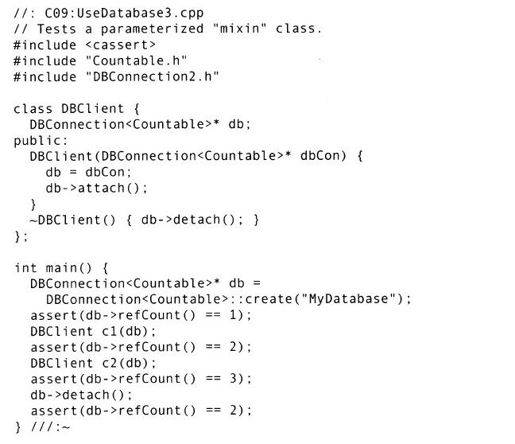 //: C09:UseDatabase3.cpp
// Tests a parameterized "mixin" class.
#include <cassert>
#include "Countable.h"
#include "DBConnection2.h"

class DBClient {
  DBConnection<Countable>* db;
public:
  DBClient(DBConnection<Countable>* dbCon) {
    db = dbCon;
    db->attach();
  }
  ~DBClient() { db->detach(); }
};

int main() {
  DBConnection<Countable>* db =
    DBConnection<Countable>::create("MyDatabase");
  assert(db->refCount() == 1);
  DBClient c1(db);
  assert(db->refCount() == 2);
  DBClient c2(db);
  assert(db->refCount() == 3);
  db->detach();
  assert(db->refCount() == 2);
} ///:~